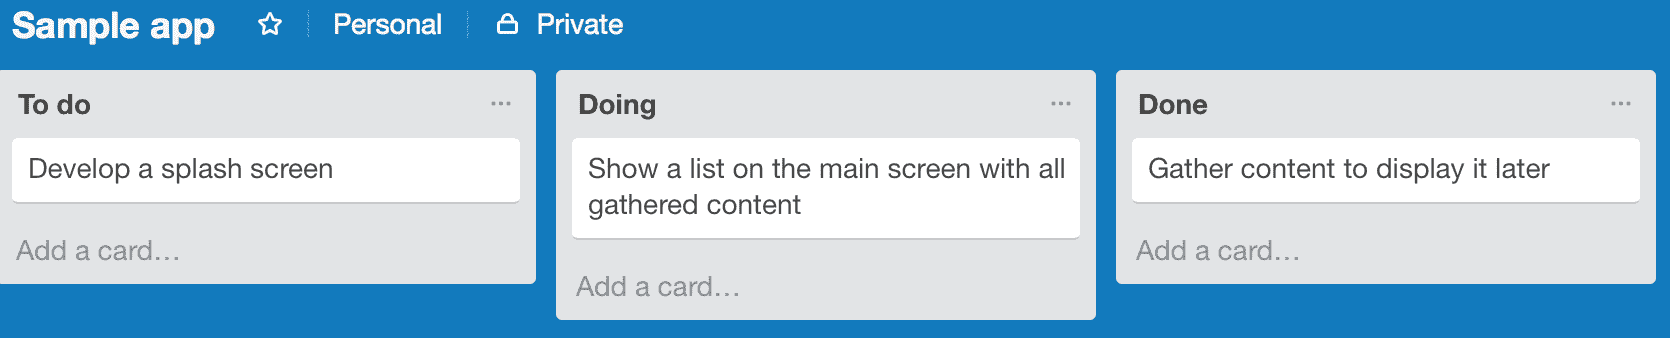 Sample app Personal Private
To do
Develop a splash screen
Add a card...
Doing
Show a list on the main screen with all
gathered content
Add a card...
Done
Gather content to display it later
Add a card...